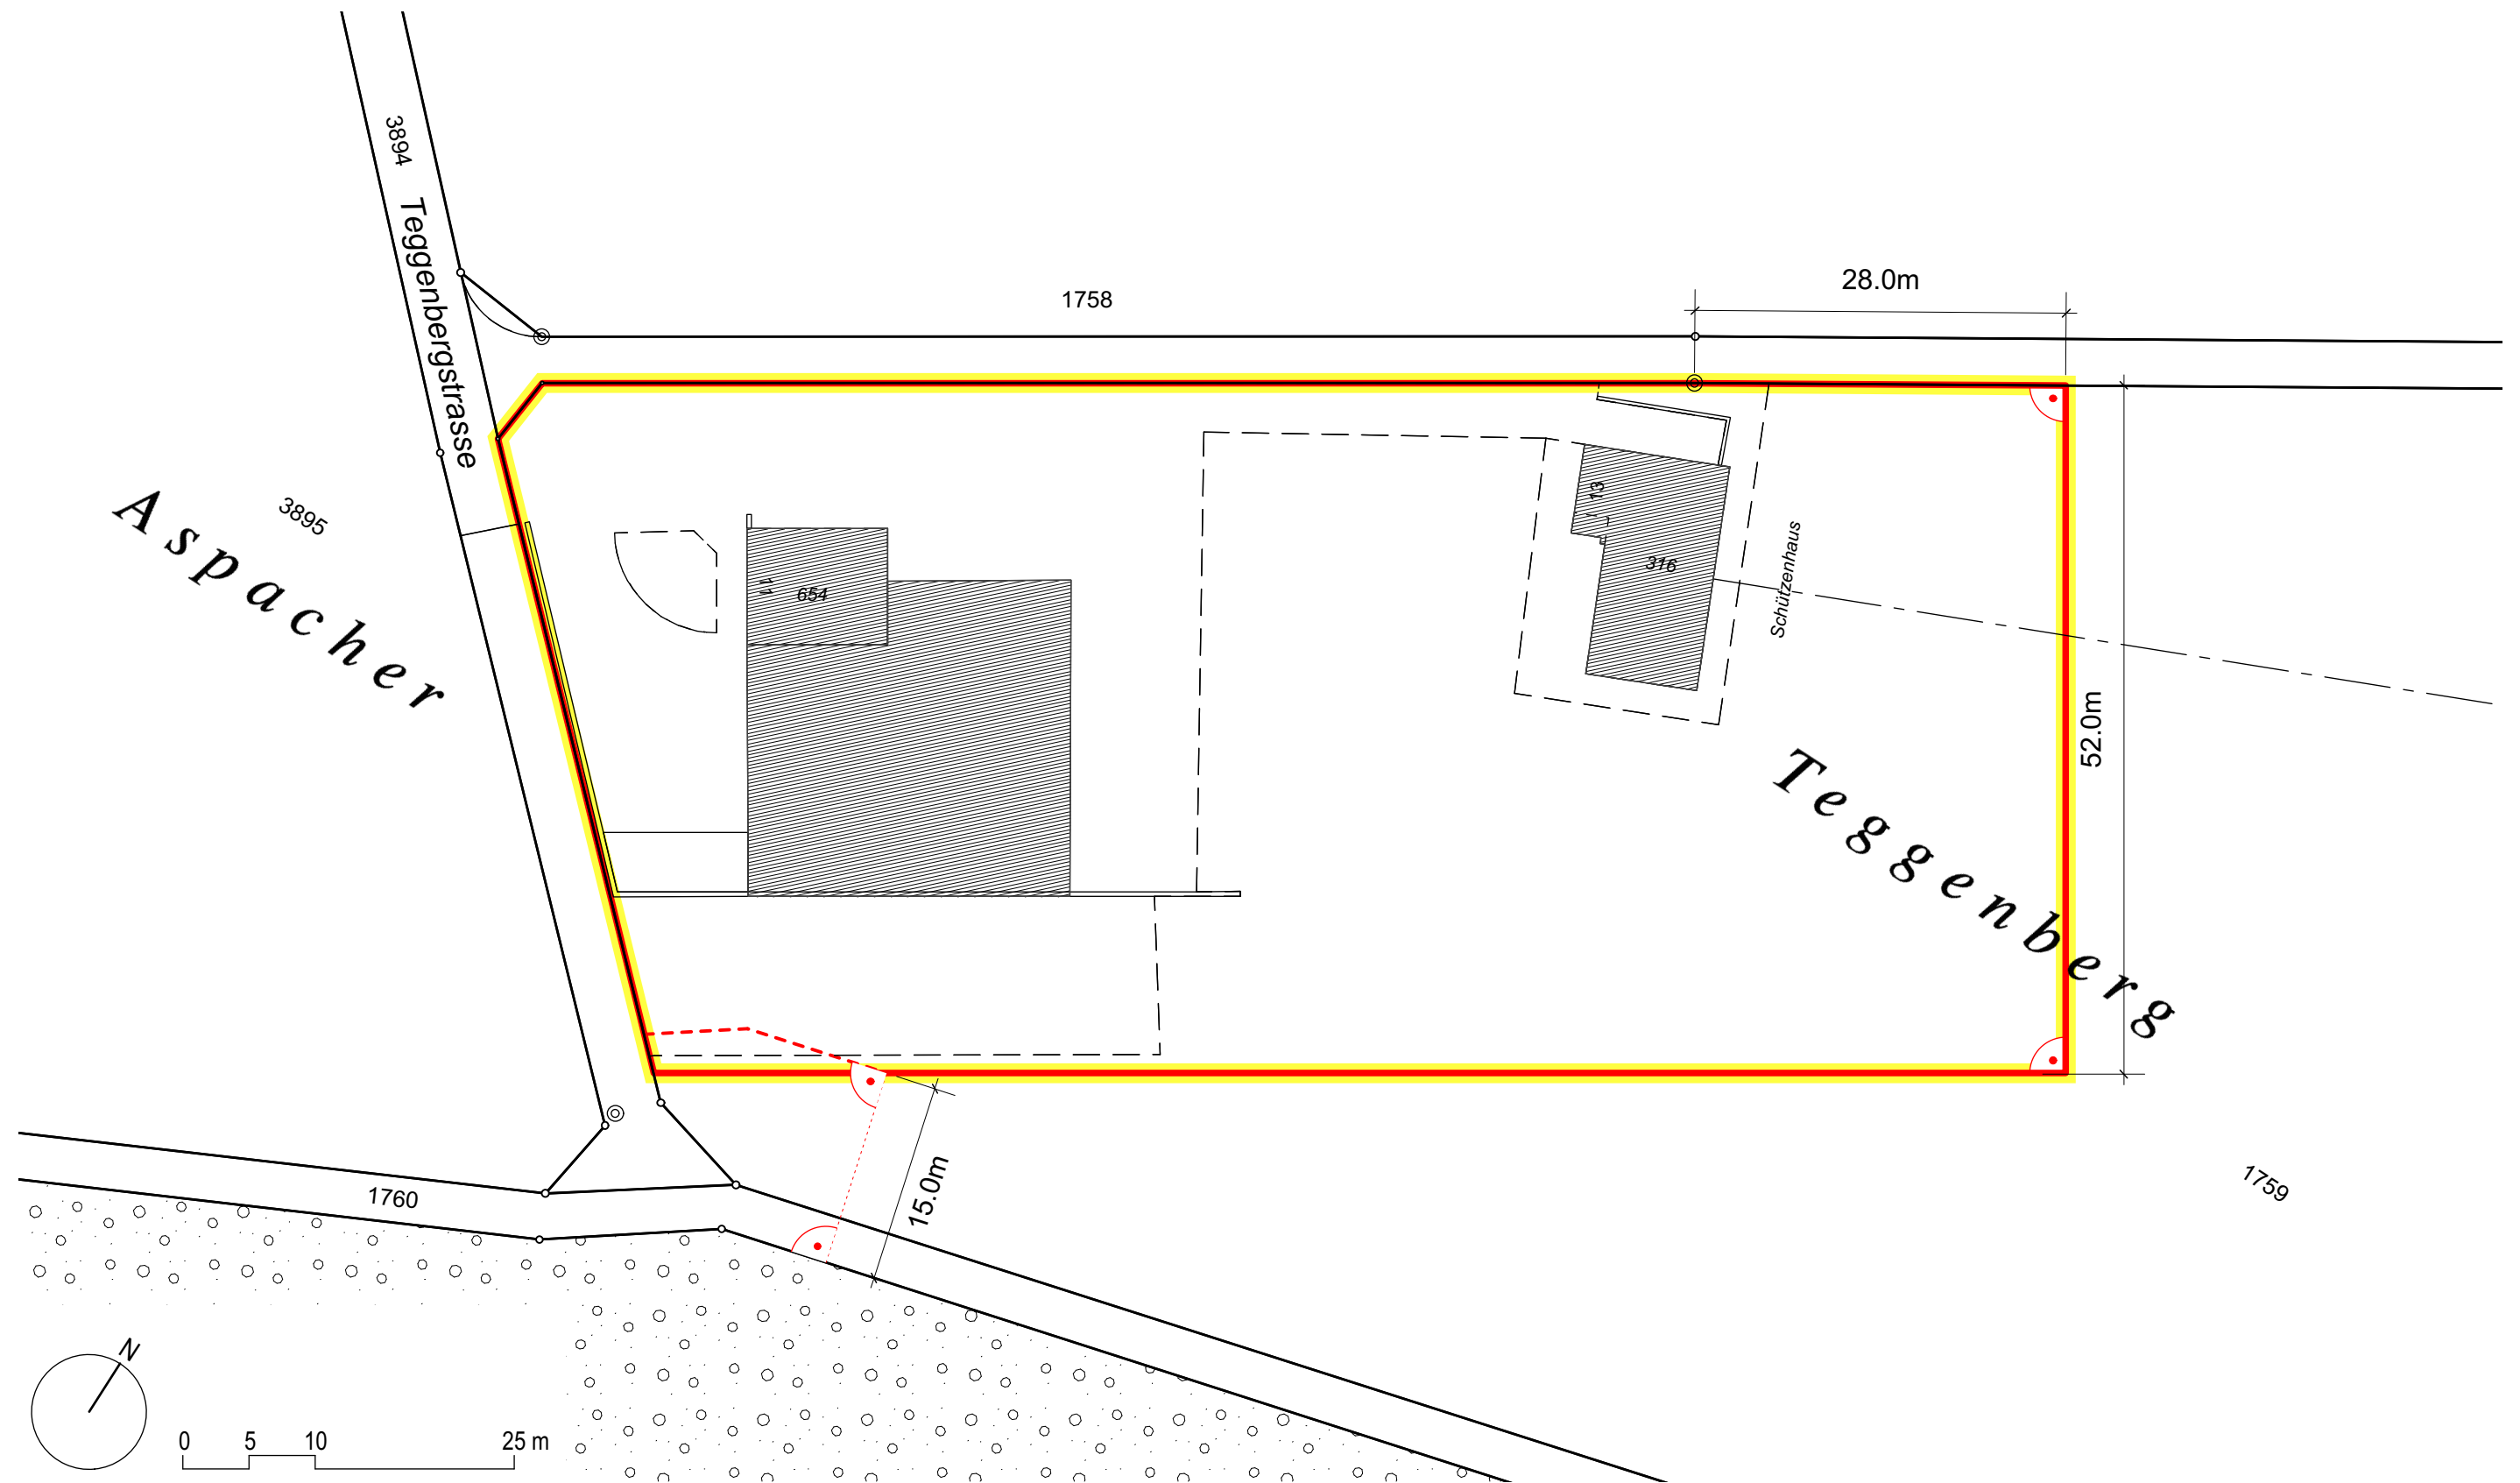 3894 Teggenbergstrasse
28.0m
1758
3895
Aspacher
13
316
Schützenhaus
11
654
52.0m
Teggenberg
15.0m
1759
1760
N
0 5 10 25 m